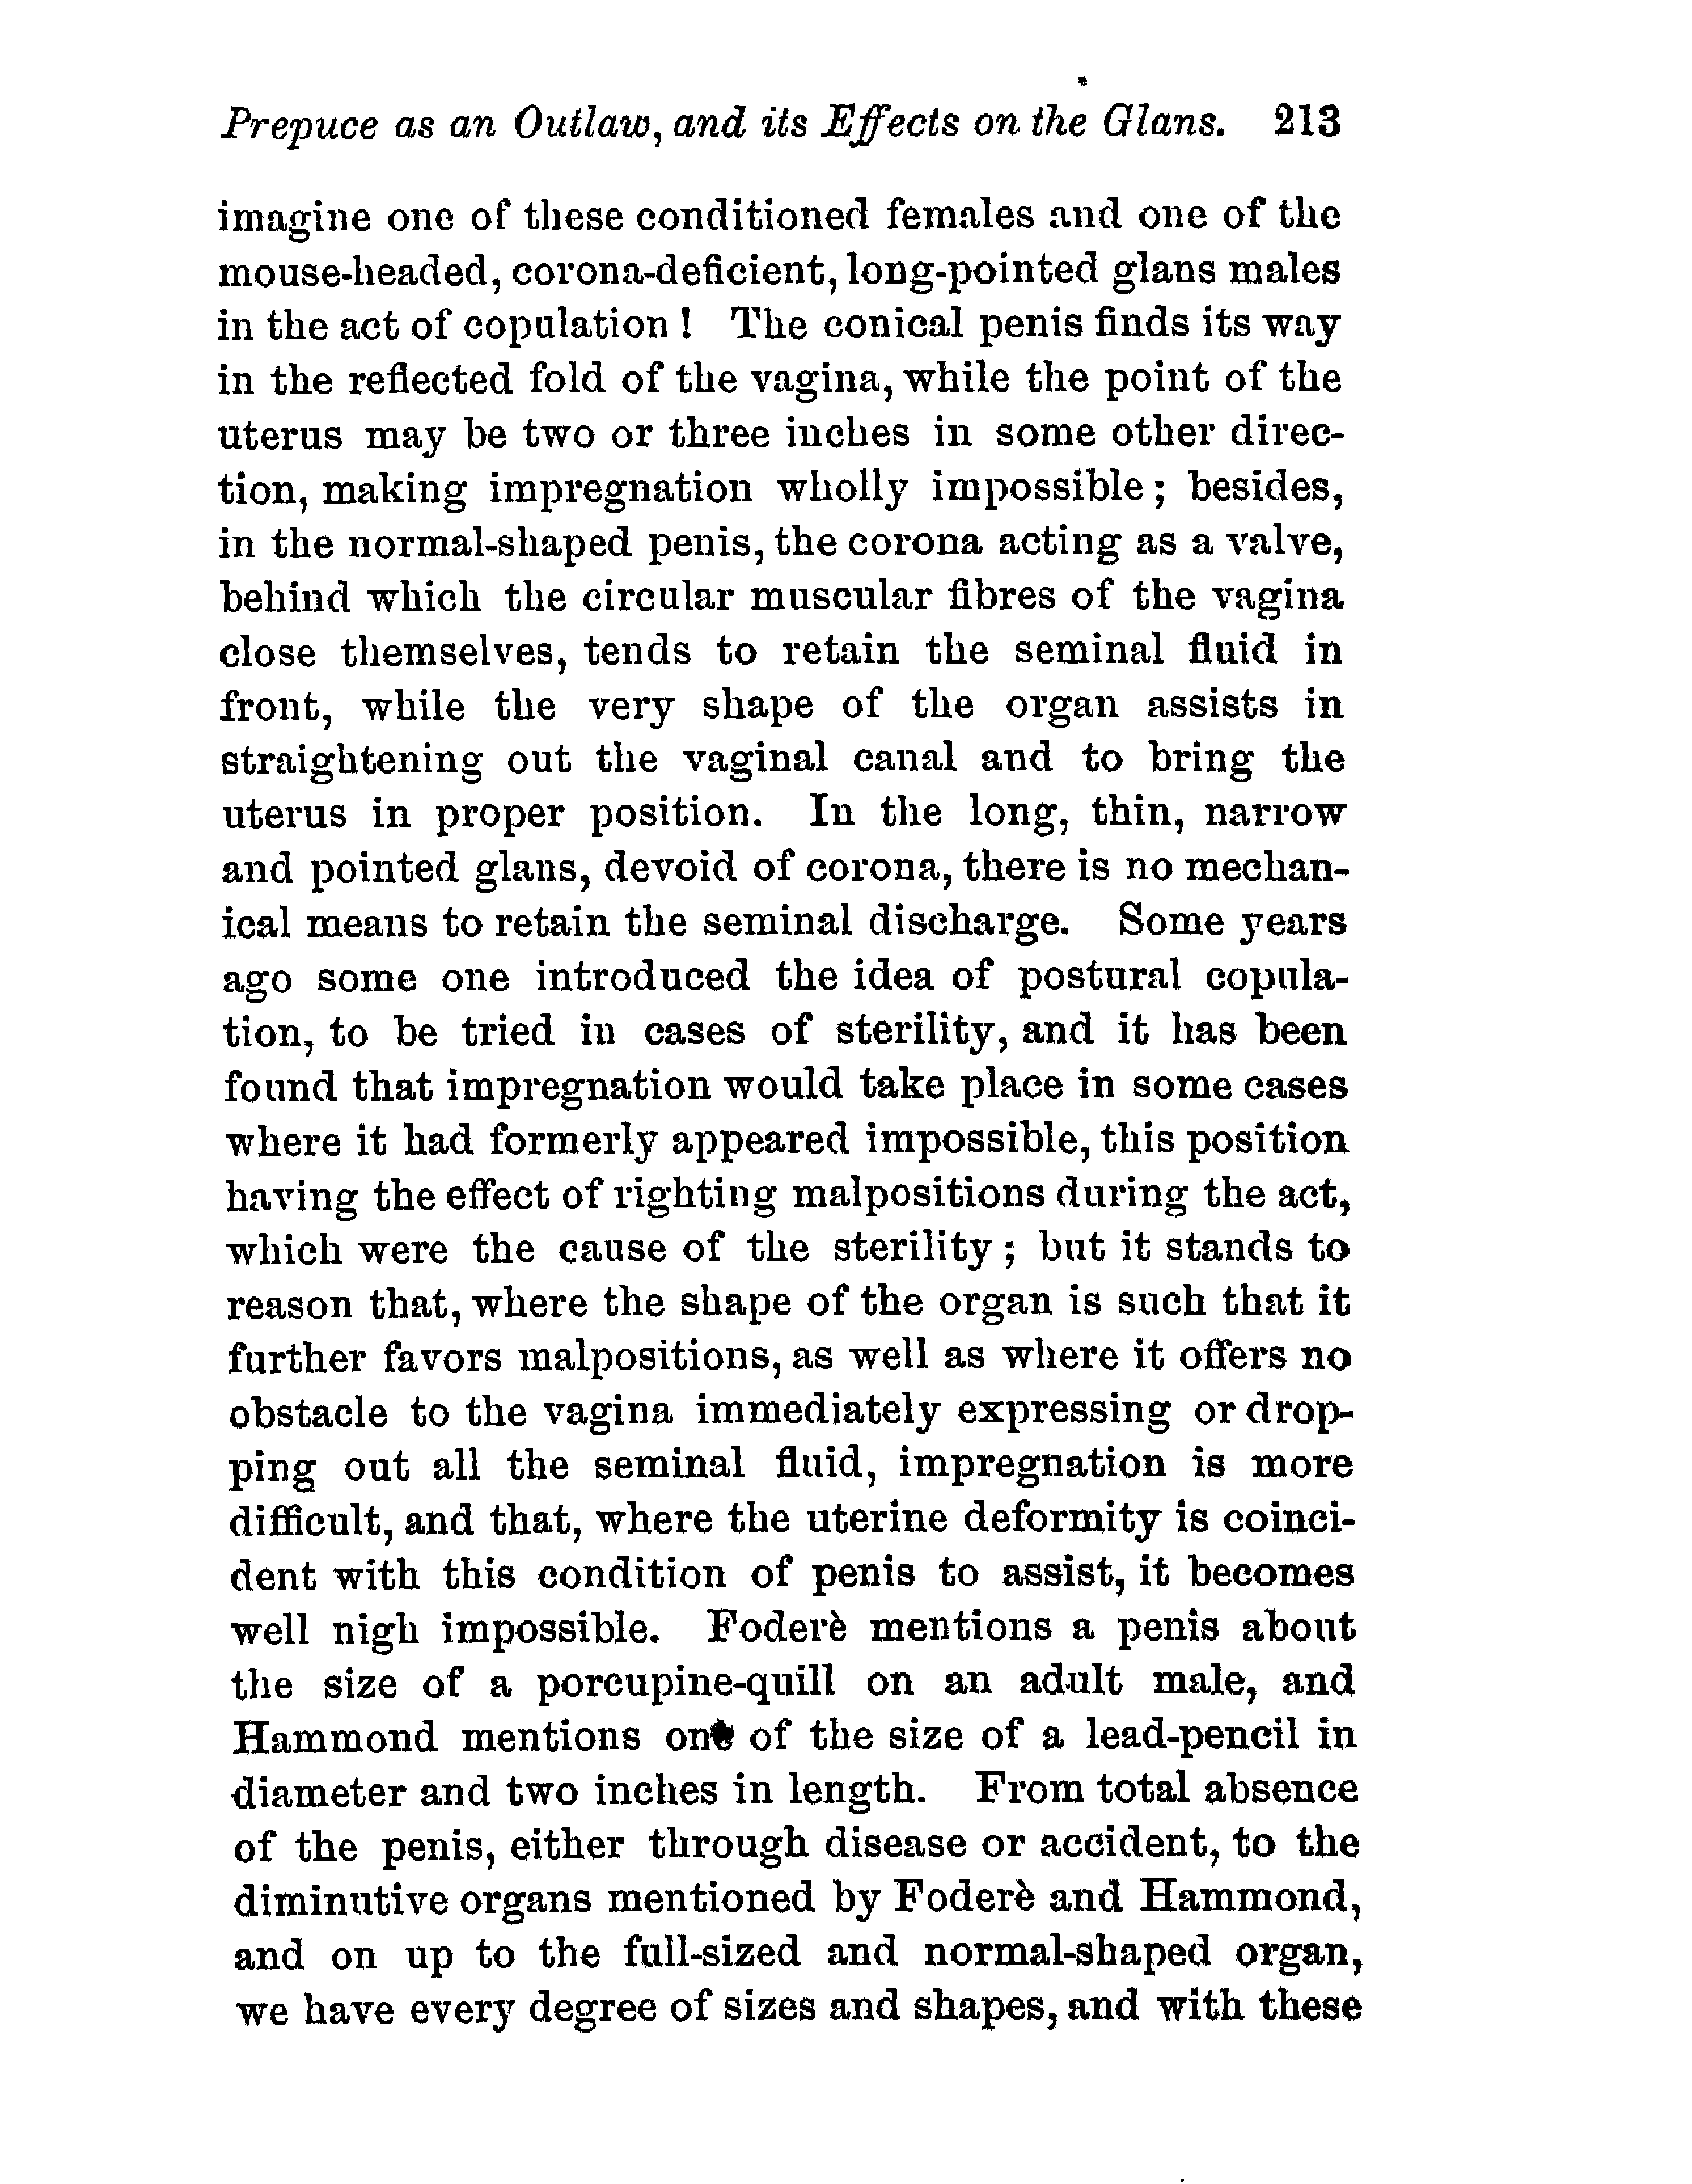 Prepuce as an Outlaw, and its Effects on the Glans. 213
imagine one of these conditioned females and one of the
mouse-headed, corona-deficient, long-pointed glans males
in the act of copulation ! The conical penis finds its way
in the reflected fold of the vagina, while the point of the
uterus may be two or three inches in some other direc-
tion, making impregnation wholly impossible ; besides,
in the normal-shaped penis, the corona acting as a valve,
behind which the circular muscular fibres of the vagina
close themselves, tends to retain the seminal fluid in
front, while the very shape of the organ assists in
straightening out the vaginal canal and to bring the
uterus in proper position. In the long, thin, narrow
and pointed glans, devoid of corona, there is no mechan-
ical means to retain the seminal discharge. Some years
ago some one introduced the idea of postural copula-
tion, to be tried in cases of sterility, and it has been
found that impregnation would take place in some cases
where it had formerly appeared impossible, this position
having the effect of righting malpositions during the act,
which were the cause of the sterility ; but it stands to
reason that, where the shape of the organ is such that it
further favors malpositions, as well as where it offers no
obstacle to the vagina immediately expressing or drop-
ping out all the seminal fluid, impregnation is more
difficult, and that, where the uterine deformity is coinci-
dent with this condition of penis to assist, it becomes
well nigh impossible. Foderè mentions a penis about
the size of a porcupine-quill on an adult male, and
Hammond mentions one of the size of a lead-pencil in
diameter and two inches in length. From total absence
of the penis, either through disease or accident, to the
diminutive organs mentioned by Foderè and Hammond,
and on up to the full-sized and normal-shaped organ,
we have every degree of sizes and shapes, and with these